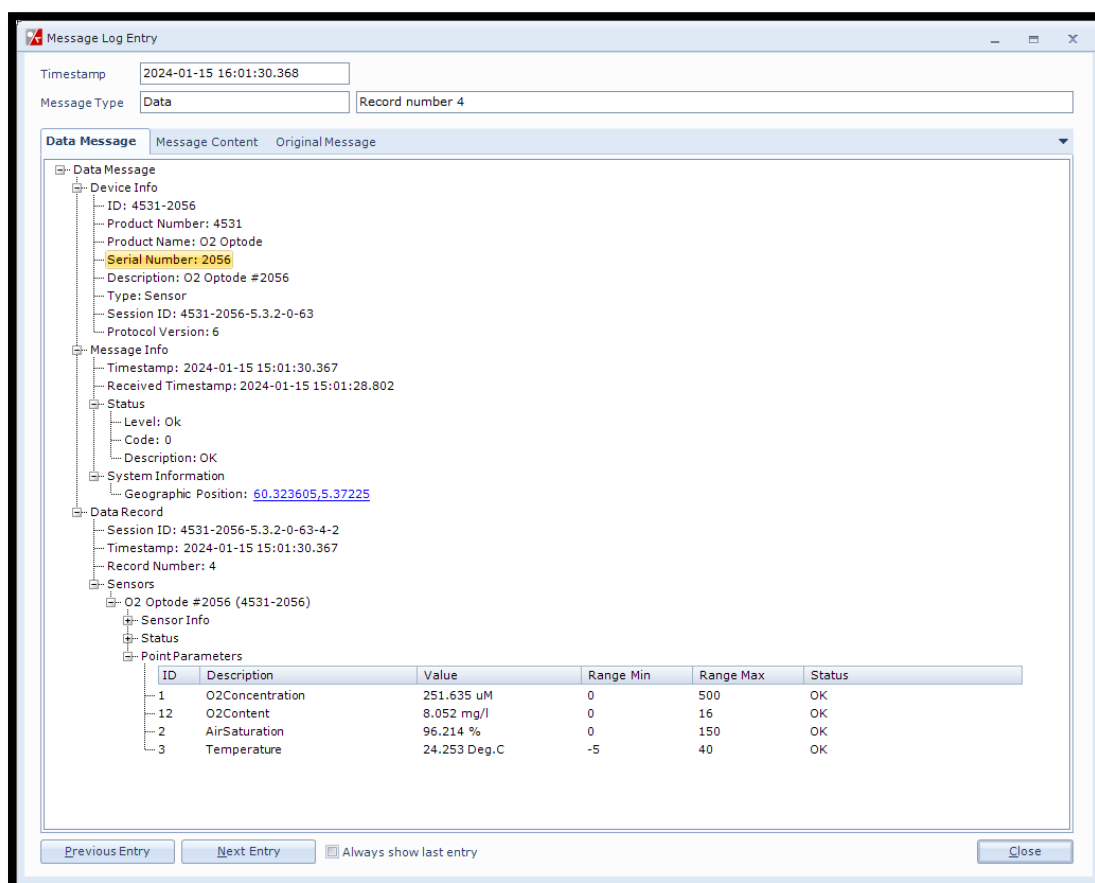 Message Log Entry
Timestamp 2024-01-15 16:01:30.368
Message Type Data Record number 4
Data Message Message Content Original Message
Data Message
Device Info
ID: 4531-2056
Product Number: 4531
Product Name: O2 Optode
Serial Number: 2056
Description: O2 Optode #2056
Type: Sensor
Session ID: 4531-2056-5.3.2-0-63
Protocol Version: 6
Message Info
Timestamp: 2024-01-15 15:01:30.367
Received Timestamp: 2024-01-15 15:01:28.802
Status
Level: Ok
Code: 0
Description: OK
System Information
Geographic Position: 60.323605,5.37225
Data Record
Session ID: 4531-2056-5.3.2-0-63-4-2
Timestamp: 2024-01-15 15:01:30.367
Record Number: 4
Sensors
O2 Optode #2056 (4531-2056)
Sensor Info
Status
Point Parameters
ID Description Value Range Min Range Max Status
1 O2Concentration 251.635 uM 0 500 OK
12 O2Content 8.052 mg/l 0 16 OK
2 AirSaturation 96.214 % 0 150 OK
3 Temperature 24.253 Deg.C -5 40 OK
Previous Entry Next Entry Always show last entry Close